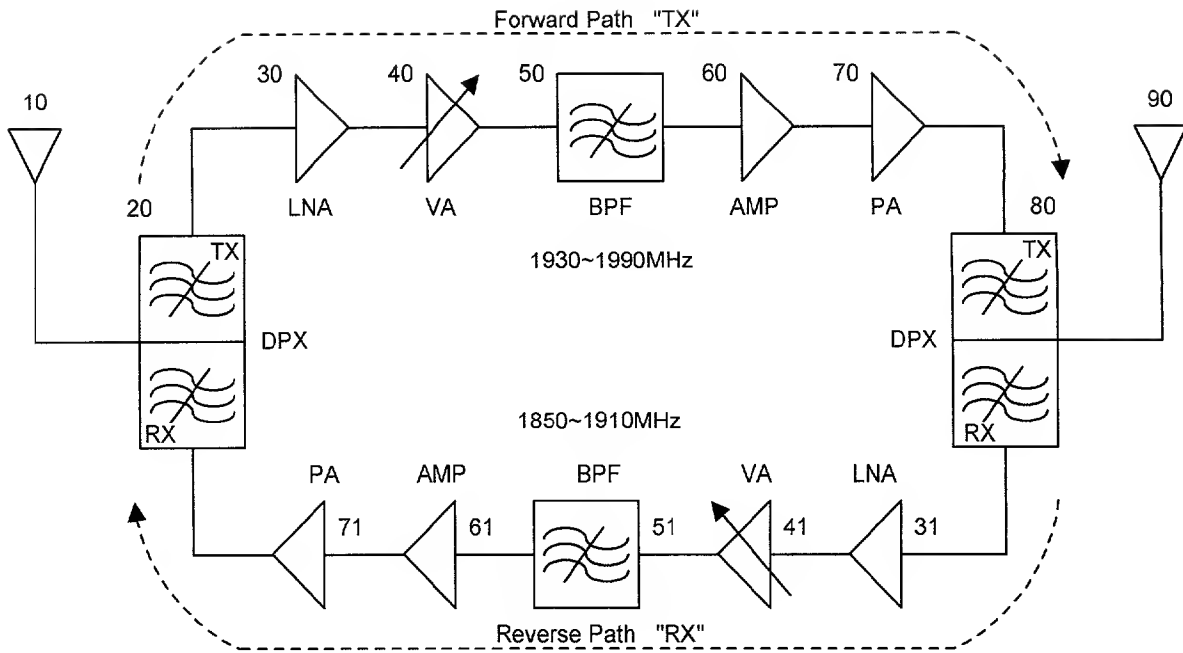 Forward Path "TX"
10
30
40
50
60
70
90
LNA
VA
BPF
AMP
PA
20
80
TX
TX
1930~1990MHz
DPX
DPX
1850~1910MHz
RX
RX
PA
AMP
BPF
VA
LNA
71
61
51
41
31
Reverse Path "RX"